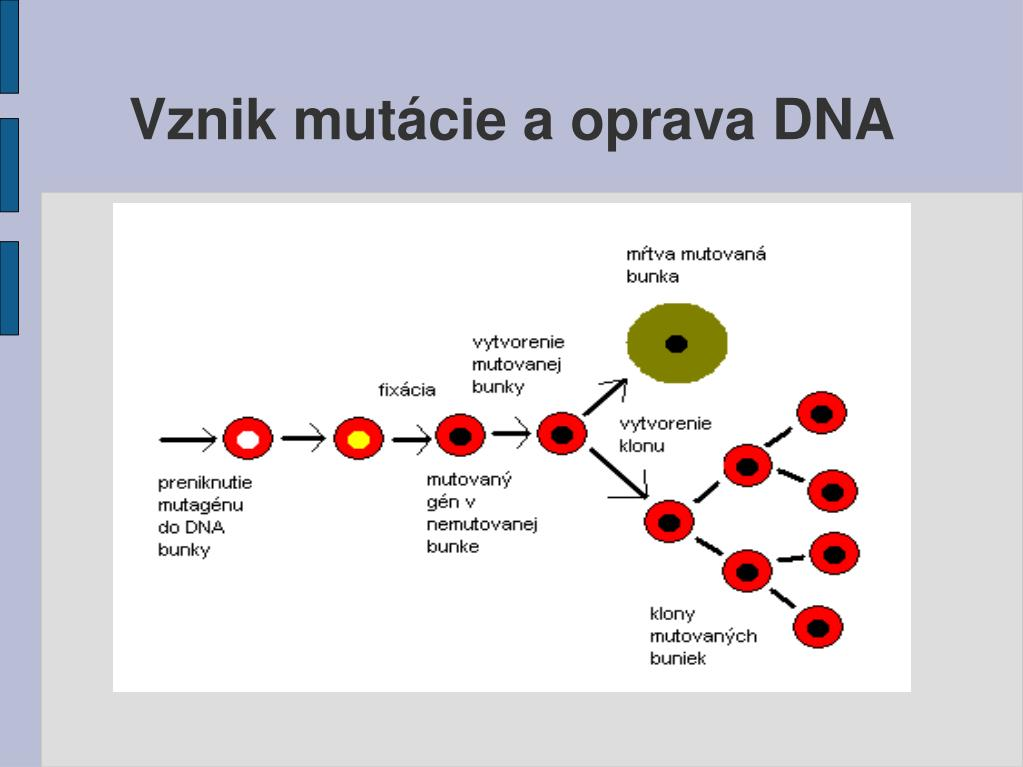 Vznik mutácie a oprava DNA
mŕtva mutovaná
bunka
vytvorenie
mutovanej
bunky
fixácia
vytvorenie
klonu
preniknutie
mutagénu
do DNA
bunky
mutovaný
gén v
nemutovanej
bunke
klony
mutovaných
buniek